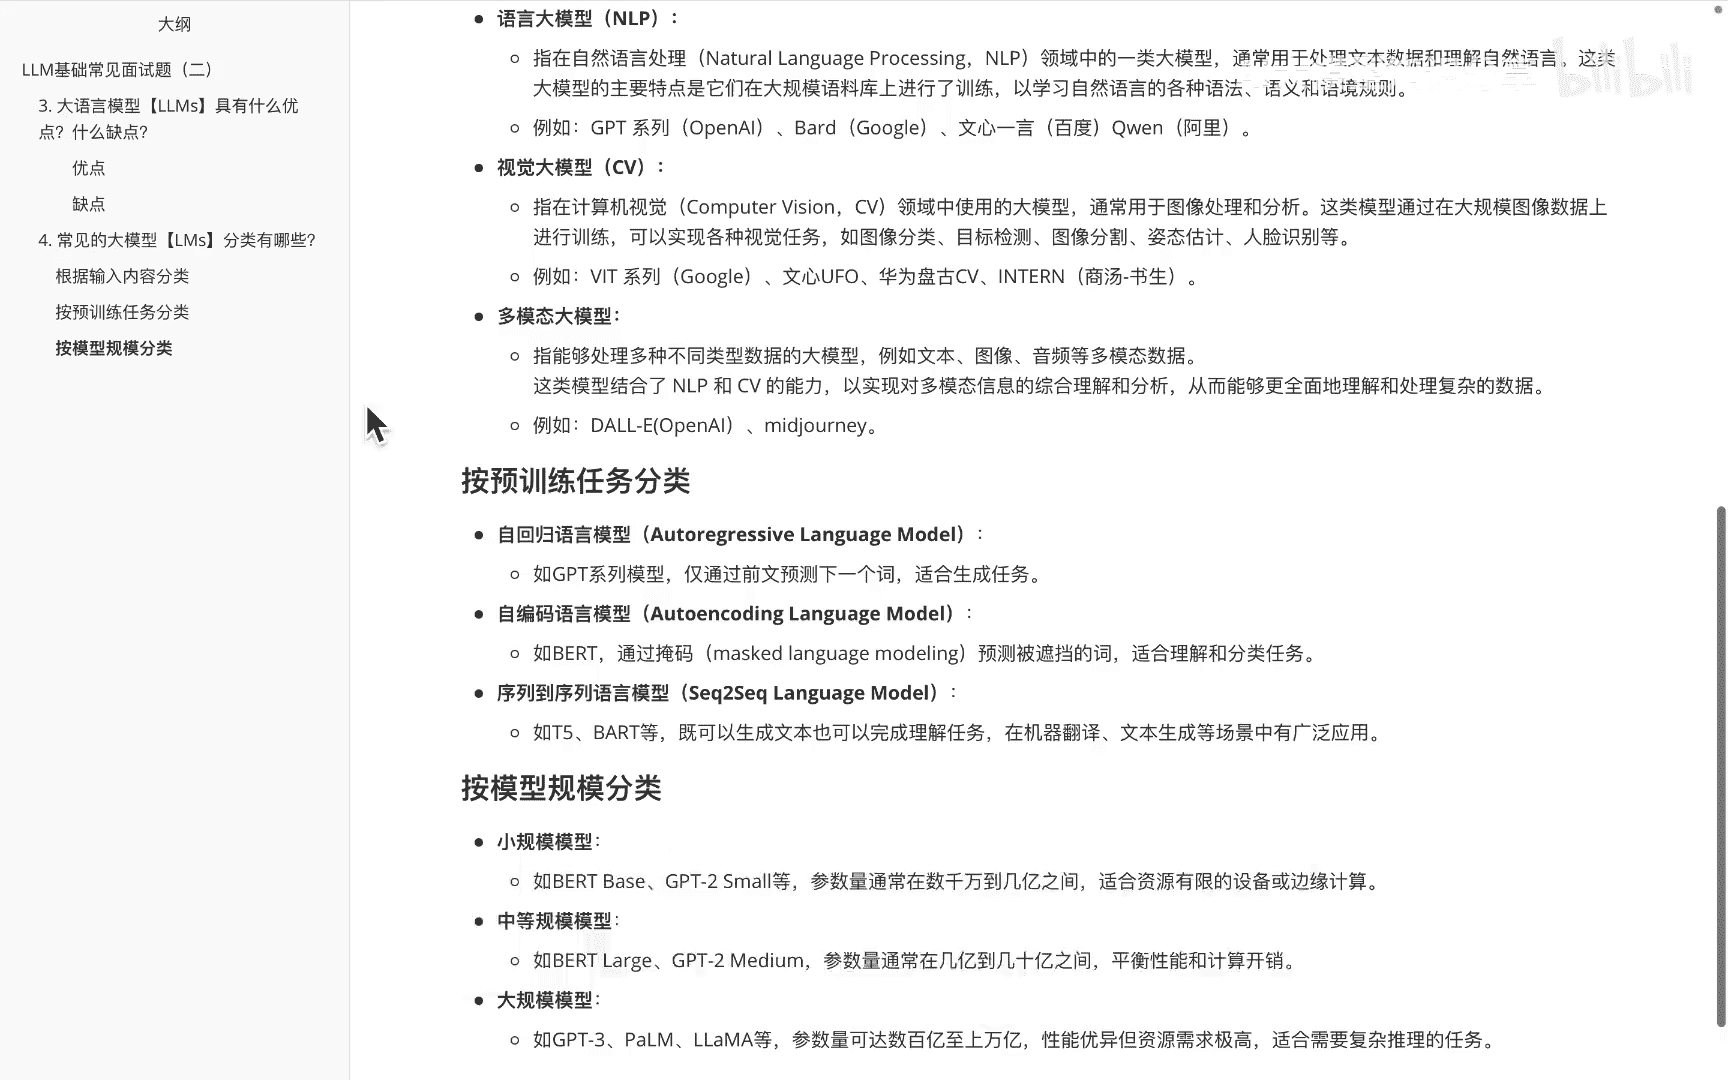 大纲
LLM基础常见面试题（二）
3. 大语言模型【LLMs】具有什么优
点？什么缺点？
优点
缺点
4. 常见的大模型【LMs】分类有哪些？
根据输入内容分类
按预训练任务分类
按模型规模分类
语言大模型（NLP）：
指在自然语言处理（Natural Language Processing，NLP）领域中的一类大模型，通常用于处理文本数据和理解自然语言。这类
大模型的主要特点是它们在大规模语料库上进行了训练，以学习自然语言的各种语法、语义和语境规则。
例如：GPT 系列（OpenAI）、Bard（Google）、文心一言（百度）Qwen（阿里）。
视觉大模型（CV）：
指在计算机视觉（Computer Vision，CV）领域中使用的大模型，通常用于图像处理和分析。这类模型通过在大规模图像数据上
进行训练，可以实现各种视觉任务，如图像分类、目标检测、图像分割、姿态估计、人脸识别等。
例如：VIT 系列（Google）、文心UFO、华为盘古CV、INTERN（商汤-书生）。
多模态大模型：
指能够处理多种不同类型数据的大模型，例如文本、图像、音频等多模态数据。
这类模型结合了 NLP 和 CV 的能力，以实现对多模态信息的综合理解和分析，从而能够更全面地理解和处理复杂的数据。
例如：DALL-E(OpenAI）、midjourney。
按预训练任务分类
自回归语言模型（Autoregressive Language Model）：
如GPT系列模型，仅通过前文预测下一个词，适合生成任务。
自编码语言模型（Autoencoding Language Model）：
如BERT，通过掩码（masked language modeling）预测被遮挡的词，适合理解和分类任务。
序列到序列语言模型（Seq2Seq Language Model）：
如T5、BART等，既可以生成文本也可以完成理解任务，在机器翻译、文本生成等场景中有广泛应用。
按模型规模分类
小规模模型：
如BERT Base、GPT-2 Small等，参数量通常在数千万到几亿之间，适合资源有限的设备或边缘计算。
中等规模模型：
如BERT Large、GPT-2 Medium，参数量通常在几亿到几十亿之间，平衡性能和计算开销。
大规模模型：
如GPT-3、PaLM、LLaMA等，参数量可达数百亿至上万亿，性能优异但资源需求极高，适合需要复杂推理的任务。
bilibili